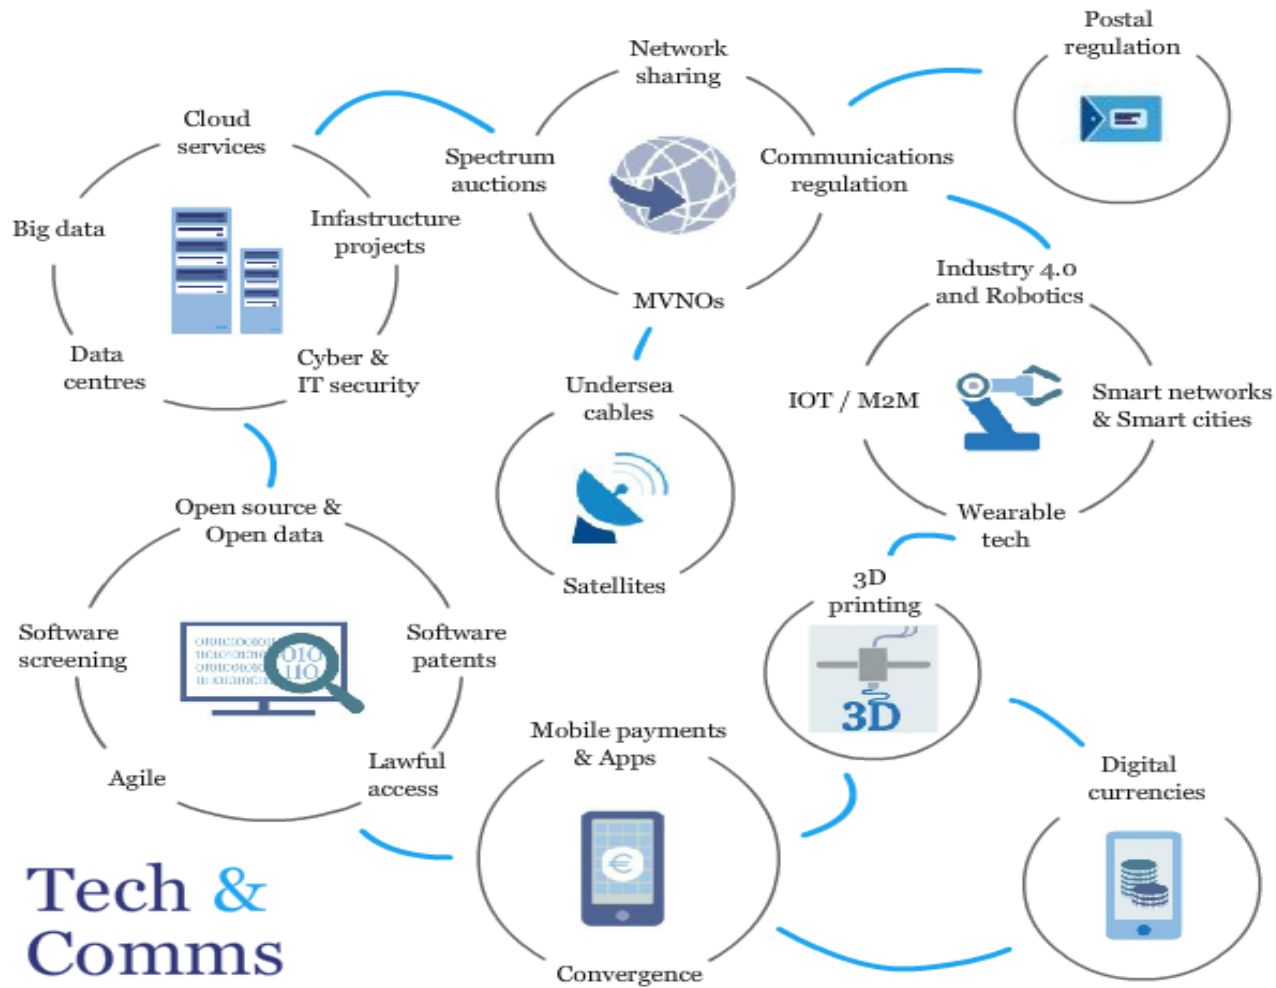 Postal
regulation
Network
sharing
Cloud
services
Spectrum
auctions
Communications
regulation
Big data
Infastructure
projects
MVNOs
Industry 4.0
and Robotics
Data
centres
Cyber &
IT security
Undersea
cables
IOT / M2M
Smart networks
& Smart cities
Open source &
Open data
Wearable
tech
Satellites
3D
printing
Software
screening
Software
patents
010
110
3D
Mobile payments
& Apps
Agile
Lawful
access
Digital
currencies
€
Convergence
Tech &
Comms